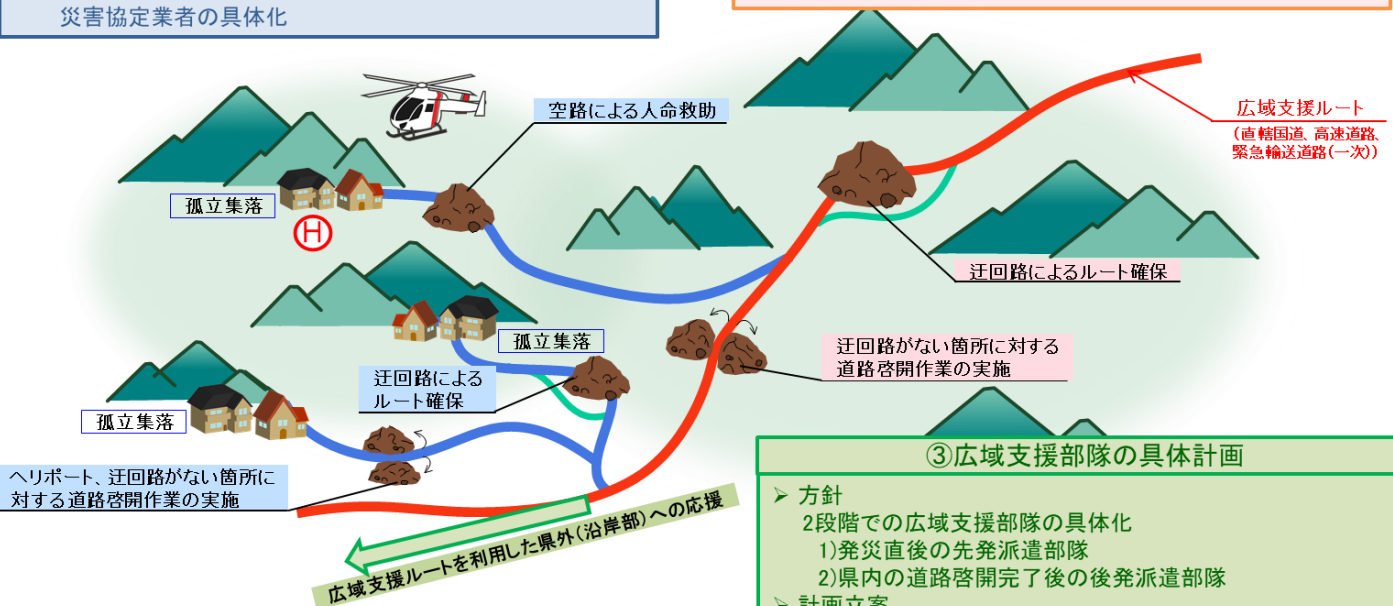 災害協定業者の具体化
空路による人命救助
広域支援ルート
(直轄国道、高速道路、
緊急輸送道路(一次))
孤立集落
H
迂回路によるルート確保
孤立集落
迂回路がない箇所に対する
道路啓開作業の実施
迂回路による
ルート確保
孤立集落
ヘリポート、迂回路がない箇所に
対する道路啓開作業の実施
広域支援ルートを利用した県外(沿岸部)への応援
③広域支援部隊の具体計画
➢ 方針
2段階での広域支援部隊の具体化
1)発災直後の先発派遣部隊
2)県内の道路啓開完了後の後発派遣部隊
➢ 計画立案